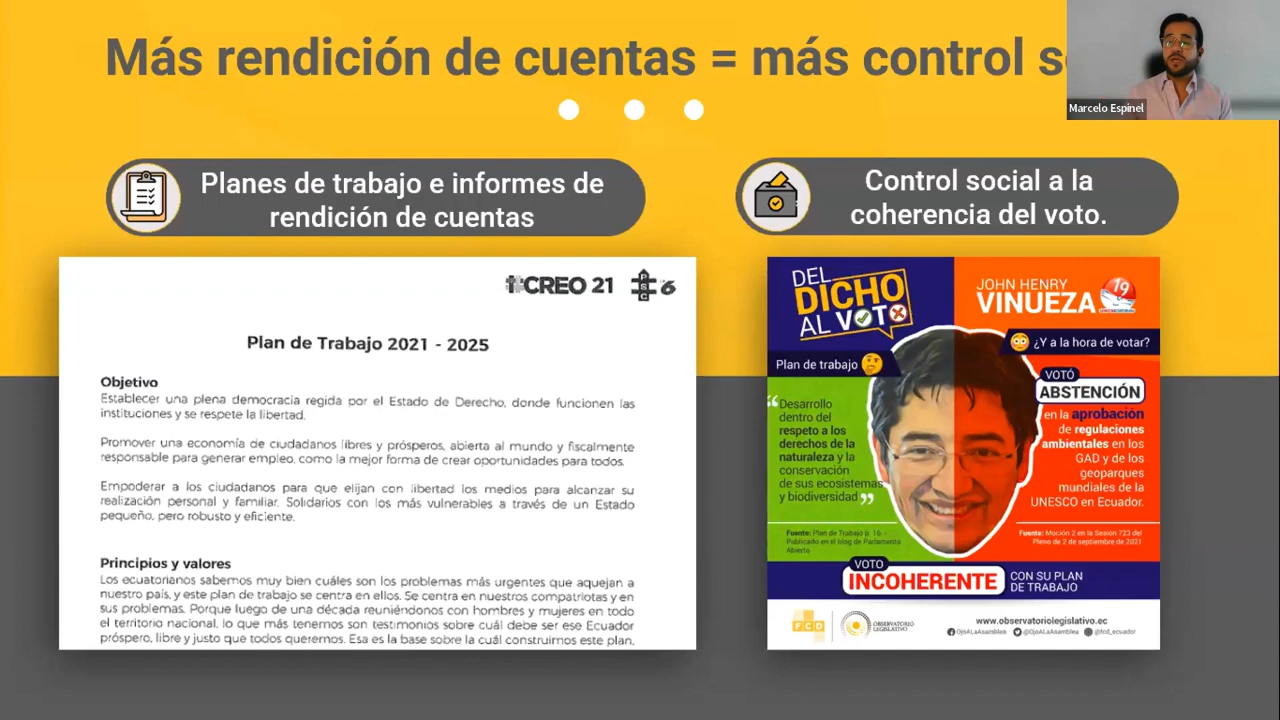 Más rendición de cuentas = más control
Marcelo Espinel
Planes de trabajo e informes de
rendición de cuentas
Control social a la
coherencia del voto.
#CREO 21
PSC
6
Plan de Trabajo 2021 - 2025
Objetivo
Establecer una plena democracia regida por el Estado de Derecho, donde funcionen las
instituciones y se respete la libertad.
Promover una economía de ciudadanos libres y prósperos, abierta al mundo y fiscalmente
responsable para generar empleo, como la mejor forma de crear oportunidades para todos.
Empoderar a los ciudadanos para que elijan con libertad los medios para alcanzar su
realización personal y familiar. Solidarios con los más vulnerables a través de un Estado
pequeño, pero robusto y eficiente.
Principios y valores
Los ecuatorianos sabemos muy bien cuáles son los problemas más urgentes que aquejan a
nuestro país, y este plan de trabajo se centra en ellos. Se centra en nuestros compatriotas y en
sus problemas. Porque luego de una década reuniéndonos con hombres y mujeres en todo
el territorio nacional, lo que más tenemos son testimonios sobre cuál debe ser ese Ecuador
próspero, libre y justo que todos queremos. Esa es la base sobre la cuál construimos este plan,
DEL
DICHO
AL VOTO
JOHN HENRY
VINUEZA
19
Plan de trabajo
¿Y a la hora de votar?
“Desarrollo
dentro del
respeto a los
derechos de la
naturaleza y la
conservación
de sus ecosistemas
y biodiversidad”
VOTÓ
ABSTENCIÓN
en la aprobación
de regulaciones
ambientales en los
GAD y de los
geoparques
mundiales de la
UNESCO en Ecuador.
Fuente: Plan de Trabajo p. 16 -
Publicado en el blog de Parlamento
Abierto
Fuente: Moción 2 en la Sesión 723 del
Pleno de 2 de septiembre de 2021
VOTO
INCOHERENTE
CON SU PLAN
DE TRABAJO
FCD
OBSERVATORIO
LEGISLATIVO
www.observatoriolegislativo.ec
OjoALaAsamblea @OjoALaAsamblea @fcd_ecuador